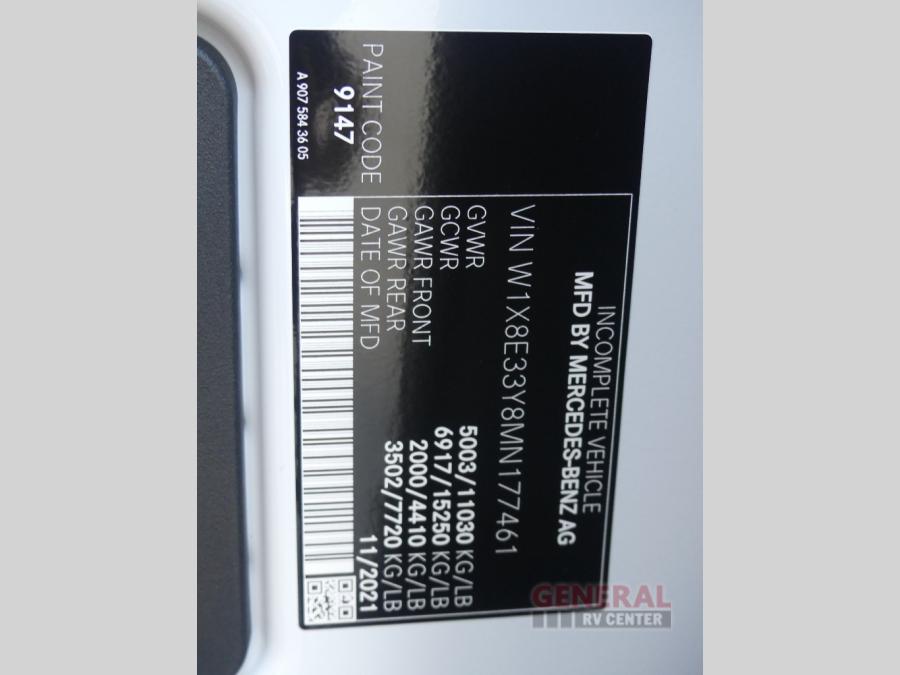 INCOMPLETE VEHICLE
MFD BY MERCEDES-BENZ AG
VIN W1X8E33Y8MN177461
GVWR 5003/11030 KG/LB
GCWR 6917/15250 KG/LB
GAWR FRONT 2000/4410 KG/LB
GAWR REAR 3502/7720 KG/LB
DATE OF MFD 11/2021
PAINT CODE
9147
A 907 584 36 05
GENERAL
RV CENTER